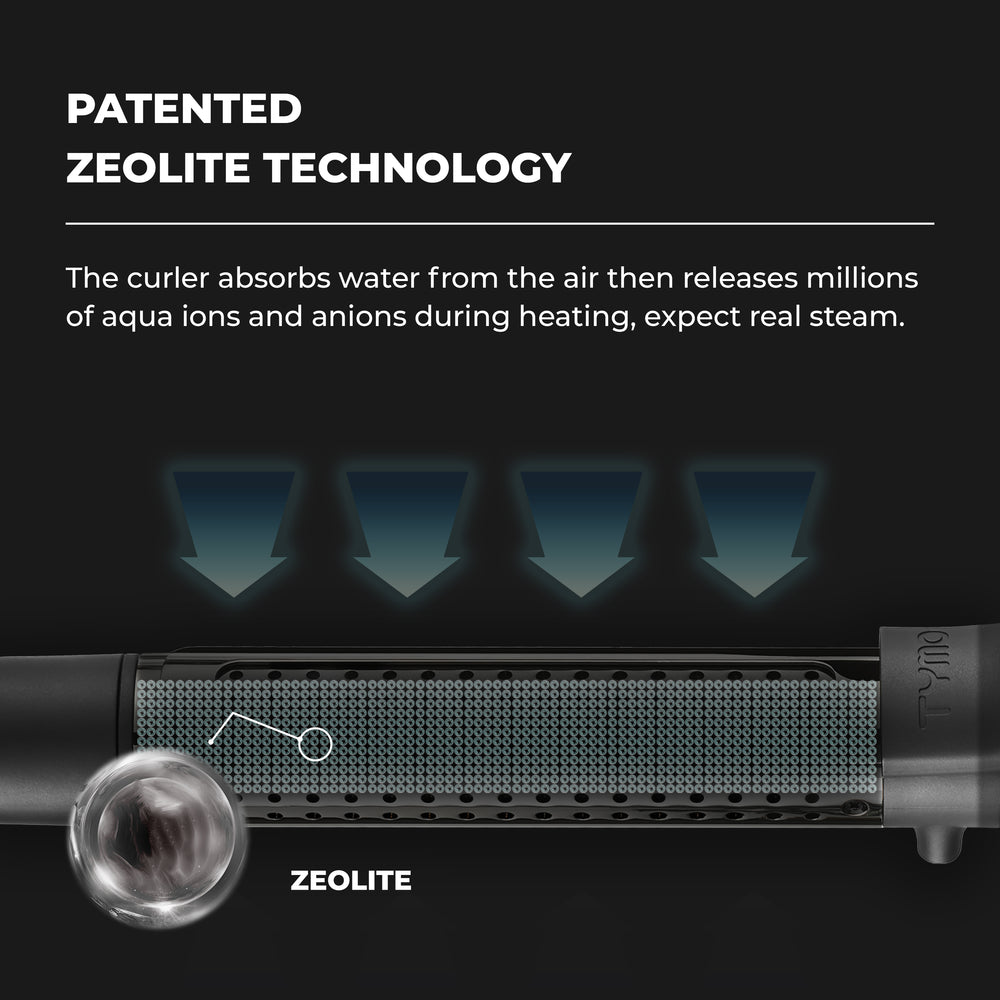 PATENTED
ZEOLITE TECHNOLOGY
The curler absorbs water from the air then releases millions
of aqua ions and anions during heating, expect real steam.
TYMO
ZEOLITE